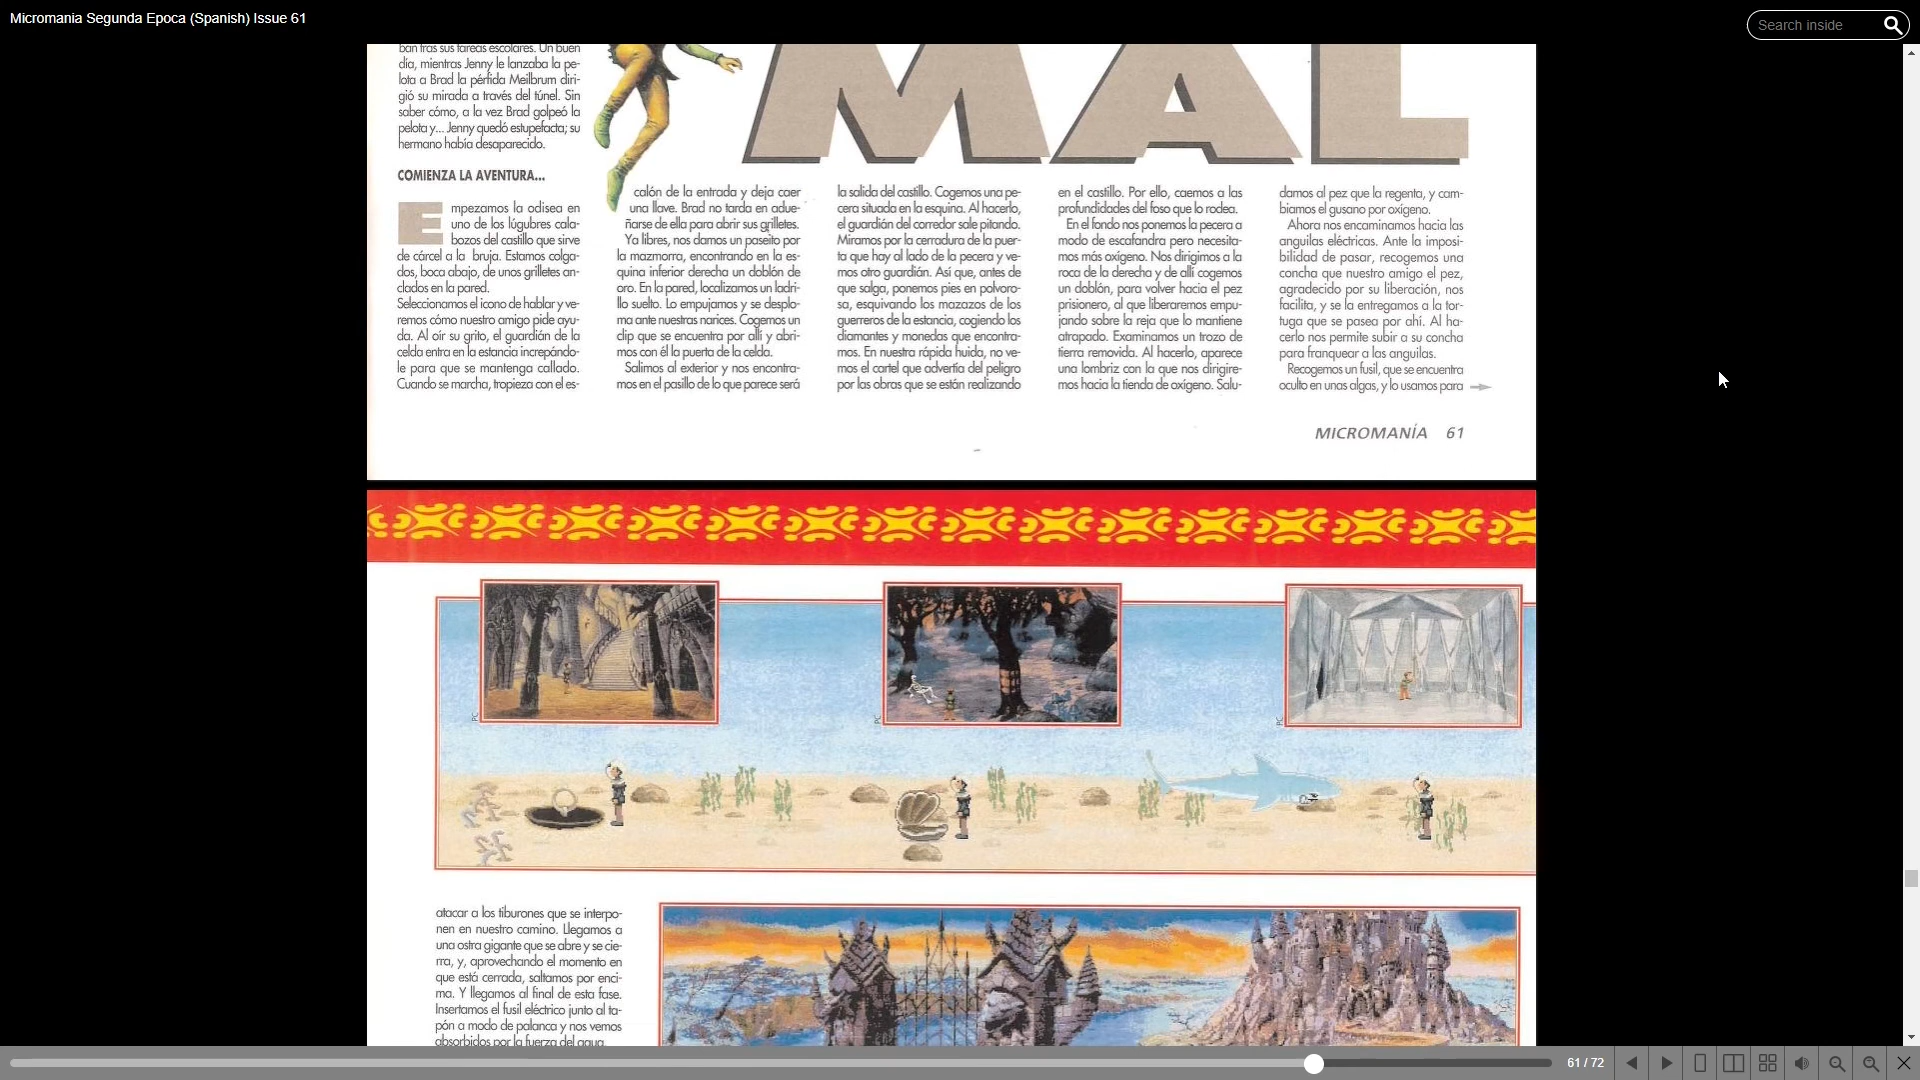 Micromania Segunda Epoca (Spanish) Issue 61
Search inside
ban tras sus tareas escolares. Un buen
día, mientras Jenny le lanzaba la pe-
lota a Brad la pérfida Meilbrum diri-
gió su mirada a través del túnel. Sin
saber cómo, a la vez Brad golpeó la
pelota y... Jenny quedó estupefacta; su
hermano había desaparecido.
MAL
COMIENZA LA AVENTURA...
Empezamos la odisea en
uno de los lúgubres cala-
bozos del castillo que sirve
de cárcel a la bruja. Estamos colga-
dos, boca abajo, de unos grilletes an-
clados en la pared.
Seleccionamos el icono de hablar y ve-
remos cómo nuestro amigo pide ayu-
da. Al oír su grito, el guardián de la
celda entra en la estancia increpándo-
le para que se mantenga callado.
Cuando se marcha, tropieza con el es-
calón de la entrada y deja caer
una llave. Brad no tarda en adue-
ñarse de ella para abrir sus grilletes.
Ya libres, nos damos un paseito por
la mazmorra, encontrando en la es-
quina inferior derecha un doblón de
oro. En la pared, localizamos un ladri-
llo suelto. Lo empujamos y se desplo-
ma ante nuestras narices. Cogemos un
clip que se encuentra por allí y abri-
mos con él la puerta de la celda.
Salimos al exterior y nos encontra-
mos en el pasillo de lo que parece será
la salida del castillo. Cogemos una pe-
cera situada en la esquina. Al hacerlo,
el guardián del corredor sale pitando.
Miramos por la cerradura de la puer-
ta que hay al lado de la pecera y ve-
mos otro guardián. Así que, antes de
que salga, ponemos pies en polvoro-
sa, esquivando los mazazos de los
guerreros de la estancia, cogiendo los
diamantes y monedas que encontra-
mos. En nuestra rápida huida, no ve-
mos el cartel que advertía del peligro
por las obras que se están realizando
en el castillo. Por ello, caemos a las
profundidades del foso que lo rodea.
En el fondo nos ponemos la pecera a
modo de escafandra pero necesita-
mos más oxígeno. Nos dirigimos a la
roca de la derecha y de allí cogemos
un doblón, para volver hacia el pez
prisionero, al que liberaremos empu-
jando sobre la reja que lo mantiene
atrapado. Examinamos un trozo de
tierra removida. Al hacerlo, aparece
una lombriz con la que nos dirigire-
mos hacia la tienda de oxígeno. Salu-
damos al pez que la regenta, y cam-
biamos el gusano por oxígeno.
Ahora nos encaminamos hacia las
anguilas eléctricas. Ante la imposi-
bilidad de pasar, recogemos una
concha que nuestro amigo el pez,
agradecido por su liberación, nos
facilita, y se la entregamos a la tor-
tuga que se pasea por ahí. Al ha-
cerlo nos permite subir a su concha
para franquear a las anguilas.
Recogemos un fusil, que se encuentra
oculto en unas algas, y lo usamos para
MICROMANÍA 61
PC
PC
PC
atacar a los tiburones que se interpo-
nen en nuestro camino. Llegamos a
una ostra gigante que se abre y se cie-
rra, y, aprovechando el momento en
que está cerrada, saltamos por enci-
ma. Y llegamos al final de esta fase.
Insertamos el fusil eléctrico junto al ta-
pón a modo de palanca y nos vemos
absorbidos por la fuerza del agua.
61 / 72